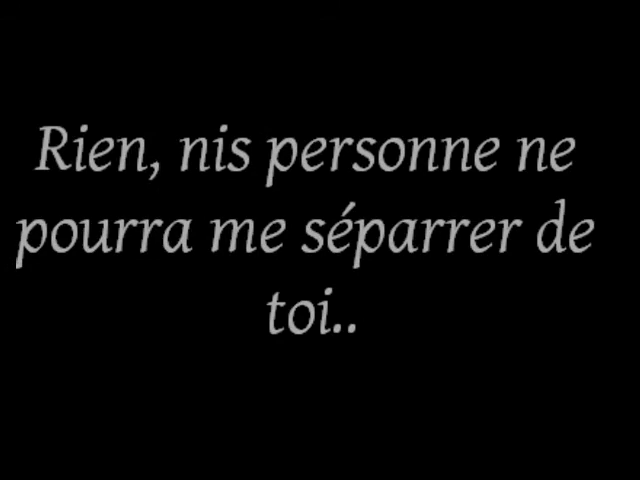 Rien, nis personne ne
pourra me séparrer de
toi..